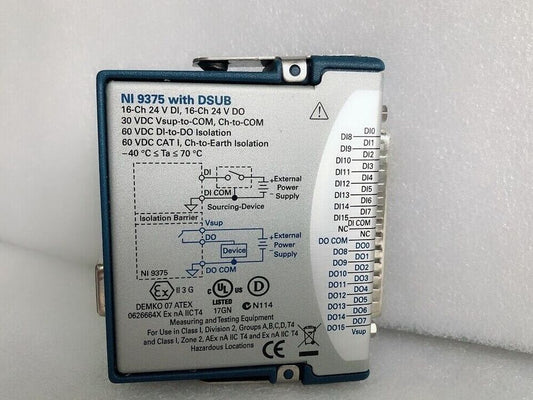 NI 9375 with DSUB
16-Ch 24 V DI, 16-Ch 24 V DO
30 VDC Vsup-to-COM, Ch-to-COM
60 VDC DI-to-DO Isolation
60 VDC CAT I, Ch-to-Earth Isolation
–40 °C ≤ Ta ≤ 70 °C
DI
DI COM
+ External
Power
– Supply
Sourcing-Device
Isolation Barrier
Vsup
DO
Device
DO COM
+ External
Power
– Supply
NI 9375
Ex II 3 G
DEMKO 07 ATEX
0626664X Ex nA IIC T4
C UL US
LISTED
17GN
D
N114
Measuring and Testing Equipment
For Use in Class I, Division 2, Groups A,B,C,D,T4
and Class I, Zone 2, AEx nA IIC T4 and Ex nA IIC T4
Hazardous Locations
CE
DI0
DI8
DI1
DI9
DI2
DI10
DI3
DI11
DI4
DI12
DI5
DI13
DI6
DI14
DI7
DI15
DI COM
NC
NC
DO COM
DO0
DO8
DO1
DO9
DO2
DO10
DO3
DO11
DO4
DO12
DO5
DO13
DO6
DO14
DO7
DO15
Vsup